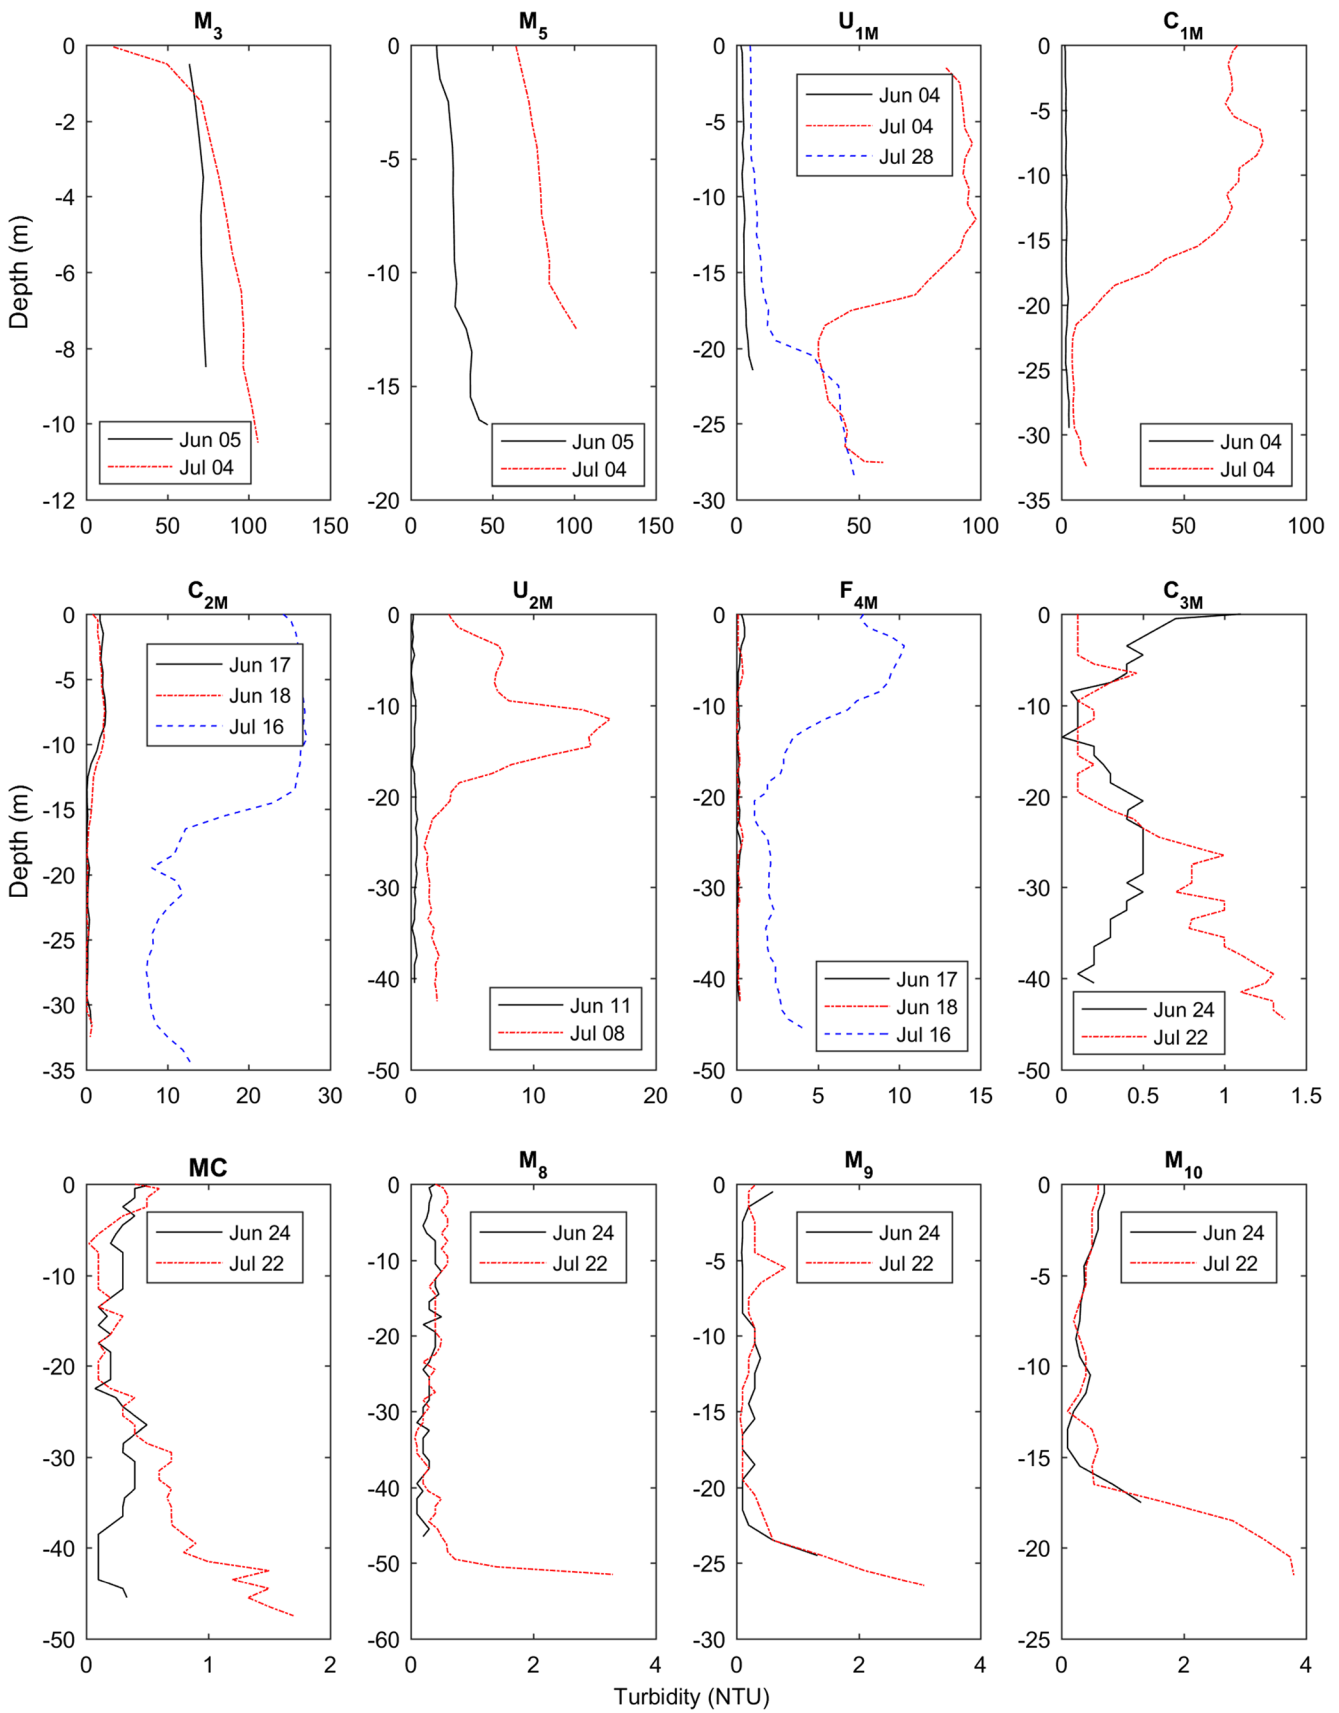 M3 M5 U1M C1M
0 -2 -4 -6 -8 -10 -12
0 50 100 150
Depth (m)
Jun 05
Jul 04
0 -5 -10 -15 -20
0 50 100 150
Jun 05
Jul 04
0 -5 -10 -15 -20 -25 -30
0 50 100
Jun 04
Jul 04
Jul 28
0 -5 -10 -15 -20 -25 -30 -35
0 50 100
Jun 04
Jul 04
C2M U2M F4M C3M
0 -5 -10 -15 -20 -25 -30 -35
0 10 20 30
Depth (m)
Jun 17
Jun 18
Jul 16
0 -10 -20 -30 -40 -50
0 10 20
Jun 11
Jul 08
0 -10 -20 -30 -40 -50
0 5 10 15
Jun 17
Jun 18
Jul 16
0 -10 -20 -30 -40 -50
0 0.5 1 1.5
Jun 24
Jul 22
MC M8 M9 M10
0 -10 -20 -30 -40 -50
0 1 2
Jun 24
Jul 22
0 -10 -20 -30 -40 -50 -60
0 2 4
Jun 24
Jul 22
0 -5 -10 -15 -20 -25 -30
0 2 4
Jun 24
Jul 22
0 -5 -10 -15 -20 -25
0 2 4
Jun 24
Jul 22
Turbidity (NTU)